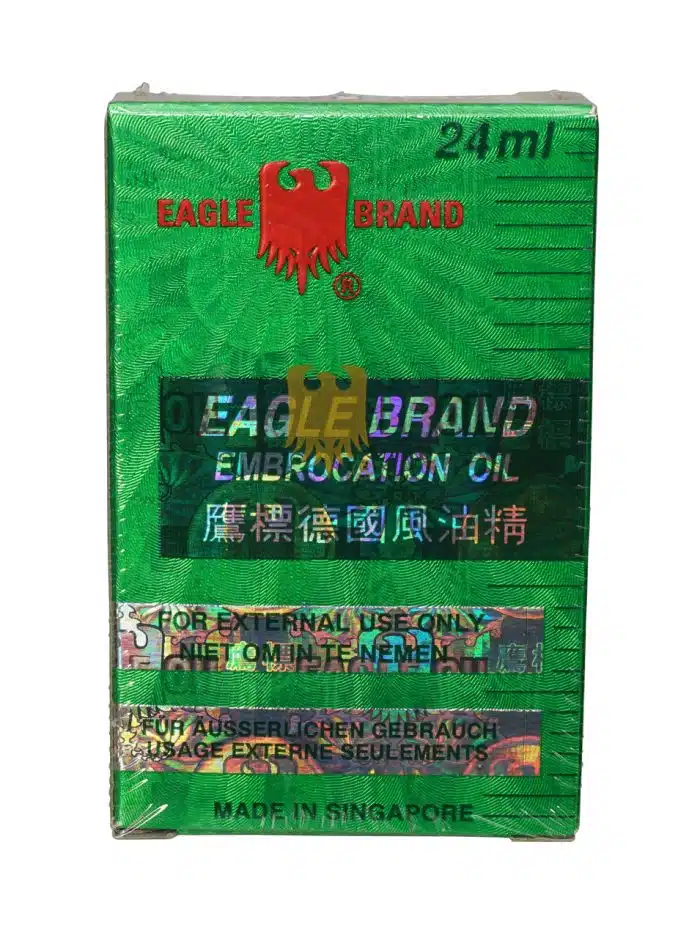 24ml
EAGLE BRAND
®
EAGLE BRAND
EMBROCATION OIL
鷹標德國風油精
FOR EXTERNAL USE ONLY
NIET OM IN TE NEMEN
FÜR ÄUSSERLICHEN GEBRAUCH
USAGE EXTERNE SEULEMENTS
MADE IN SINGAPORE